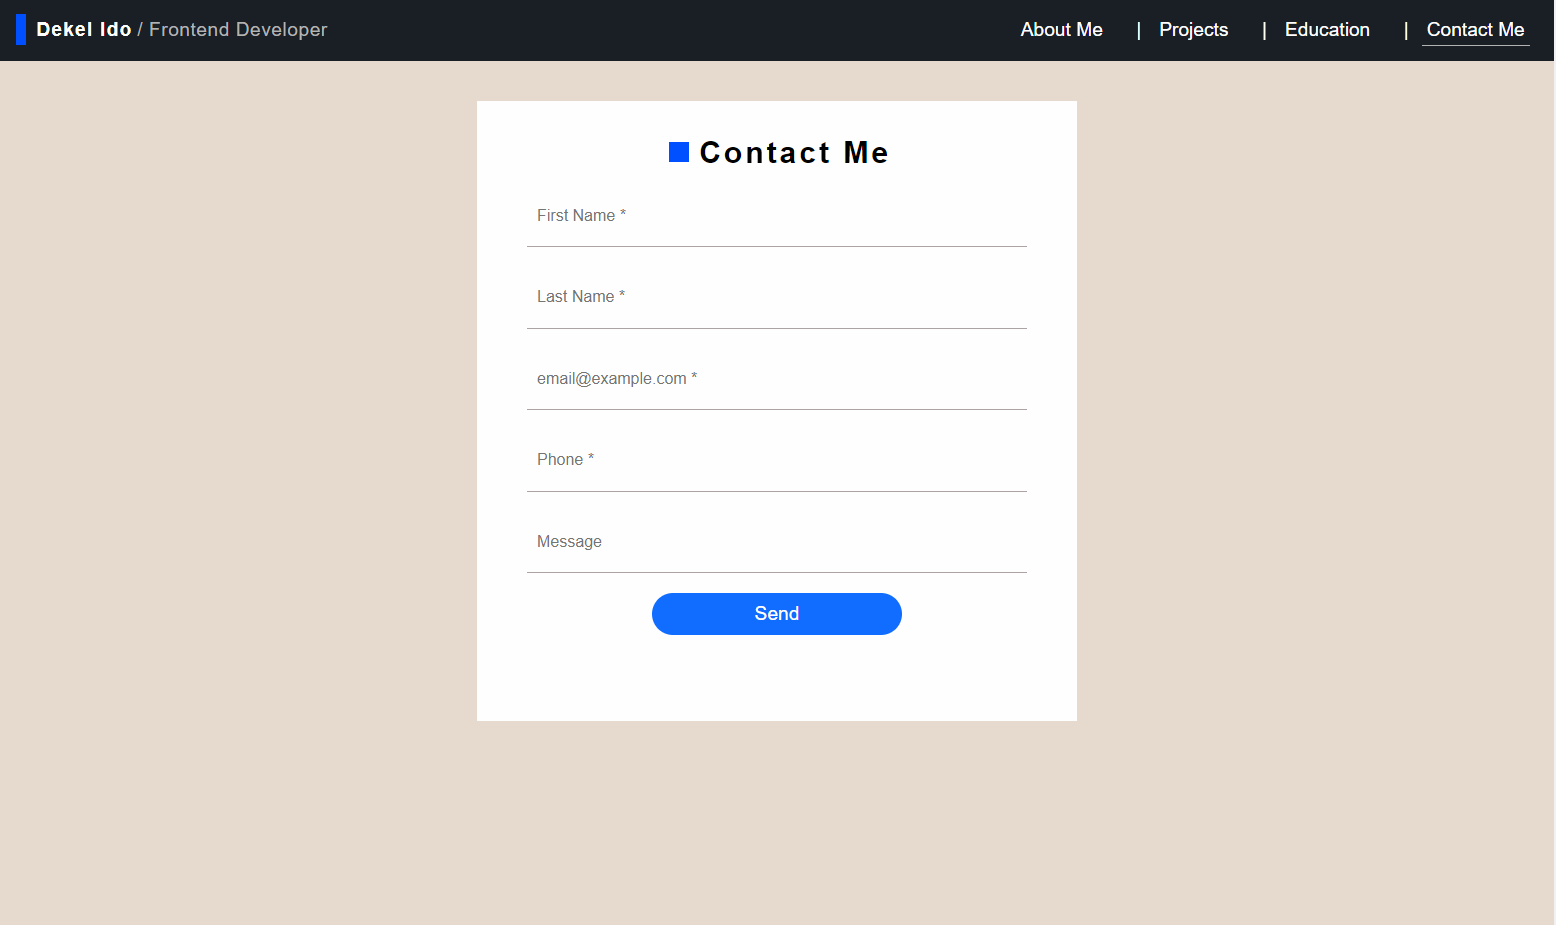 Dekel Ido / Frontend Developer
About Me | Projects | Education | Contact Me
Contact Me
First Name *
Last Name *
email@example.com *
Phone *
Message
Send